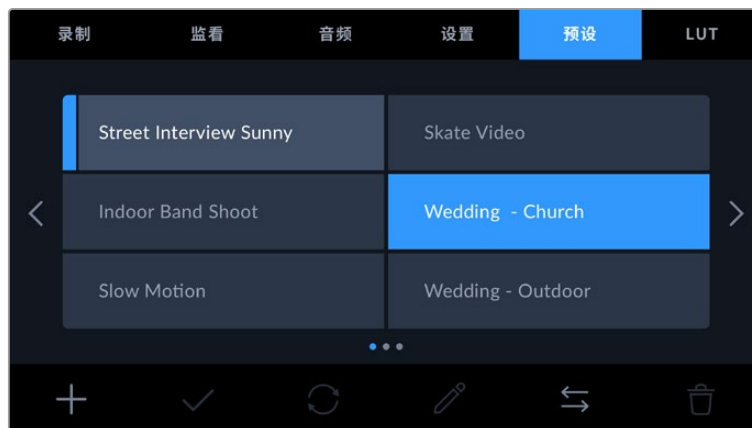 录制 监看 音频 设置 预设 LUT
Street Interview Sunny Skate Video
Indoor Band Shoot Wedding - Church
Slow Motion Wedding - Outdoor